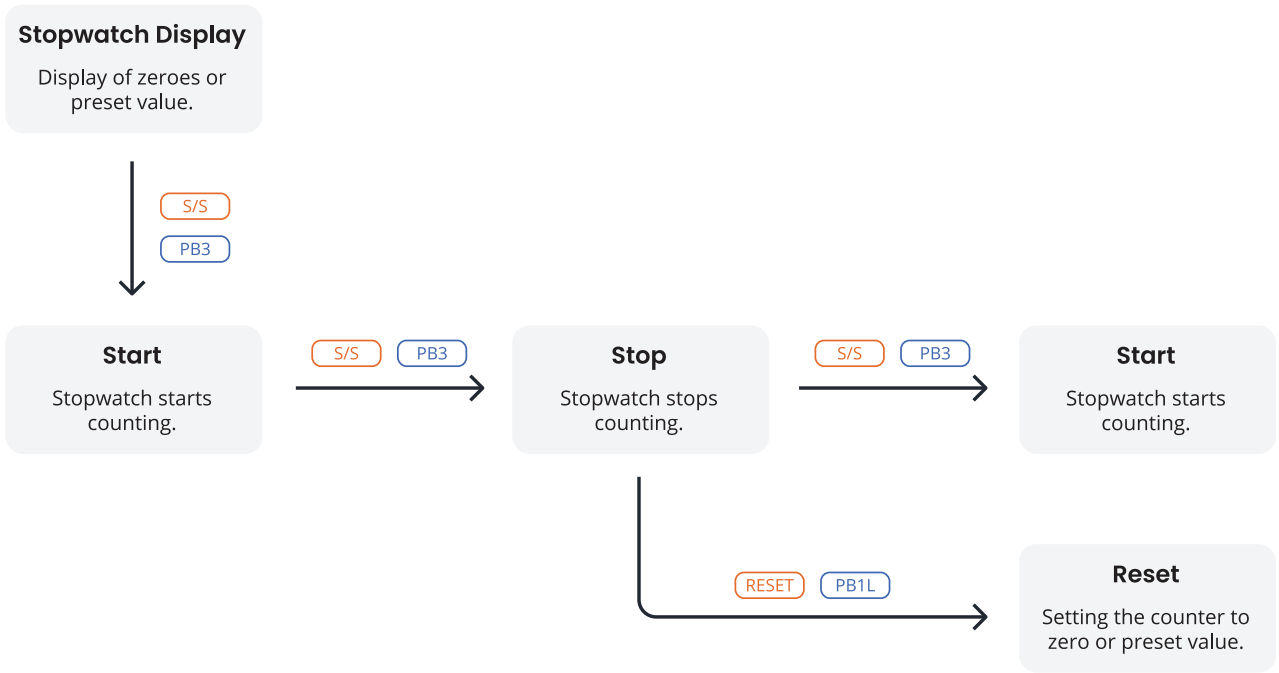 Stopwatch Display
Display of zeroes or
preset value.
S/S
PB3
Start
Stopwatch starts
counting.
S/S PB3
Stop
Stopwatch stops
counting.
S/S PB3
Start
Stopwatch starts
counting.
RESET PB1L
Reset
Setting the counter to
zero or preset value.